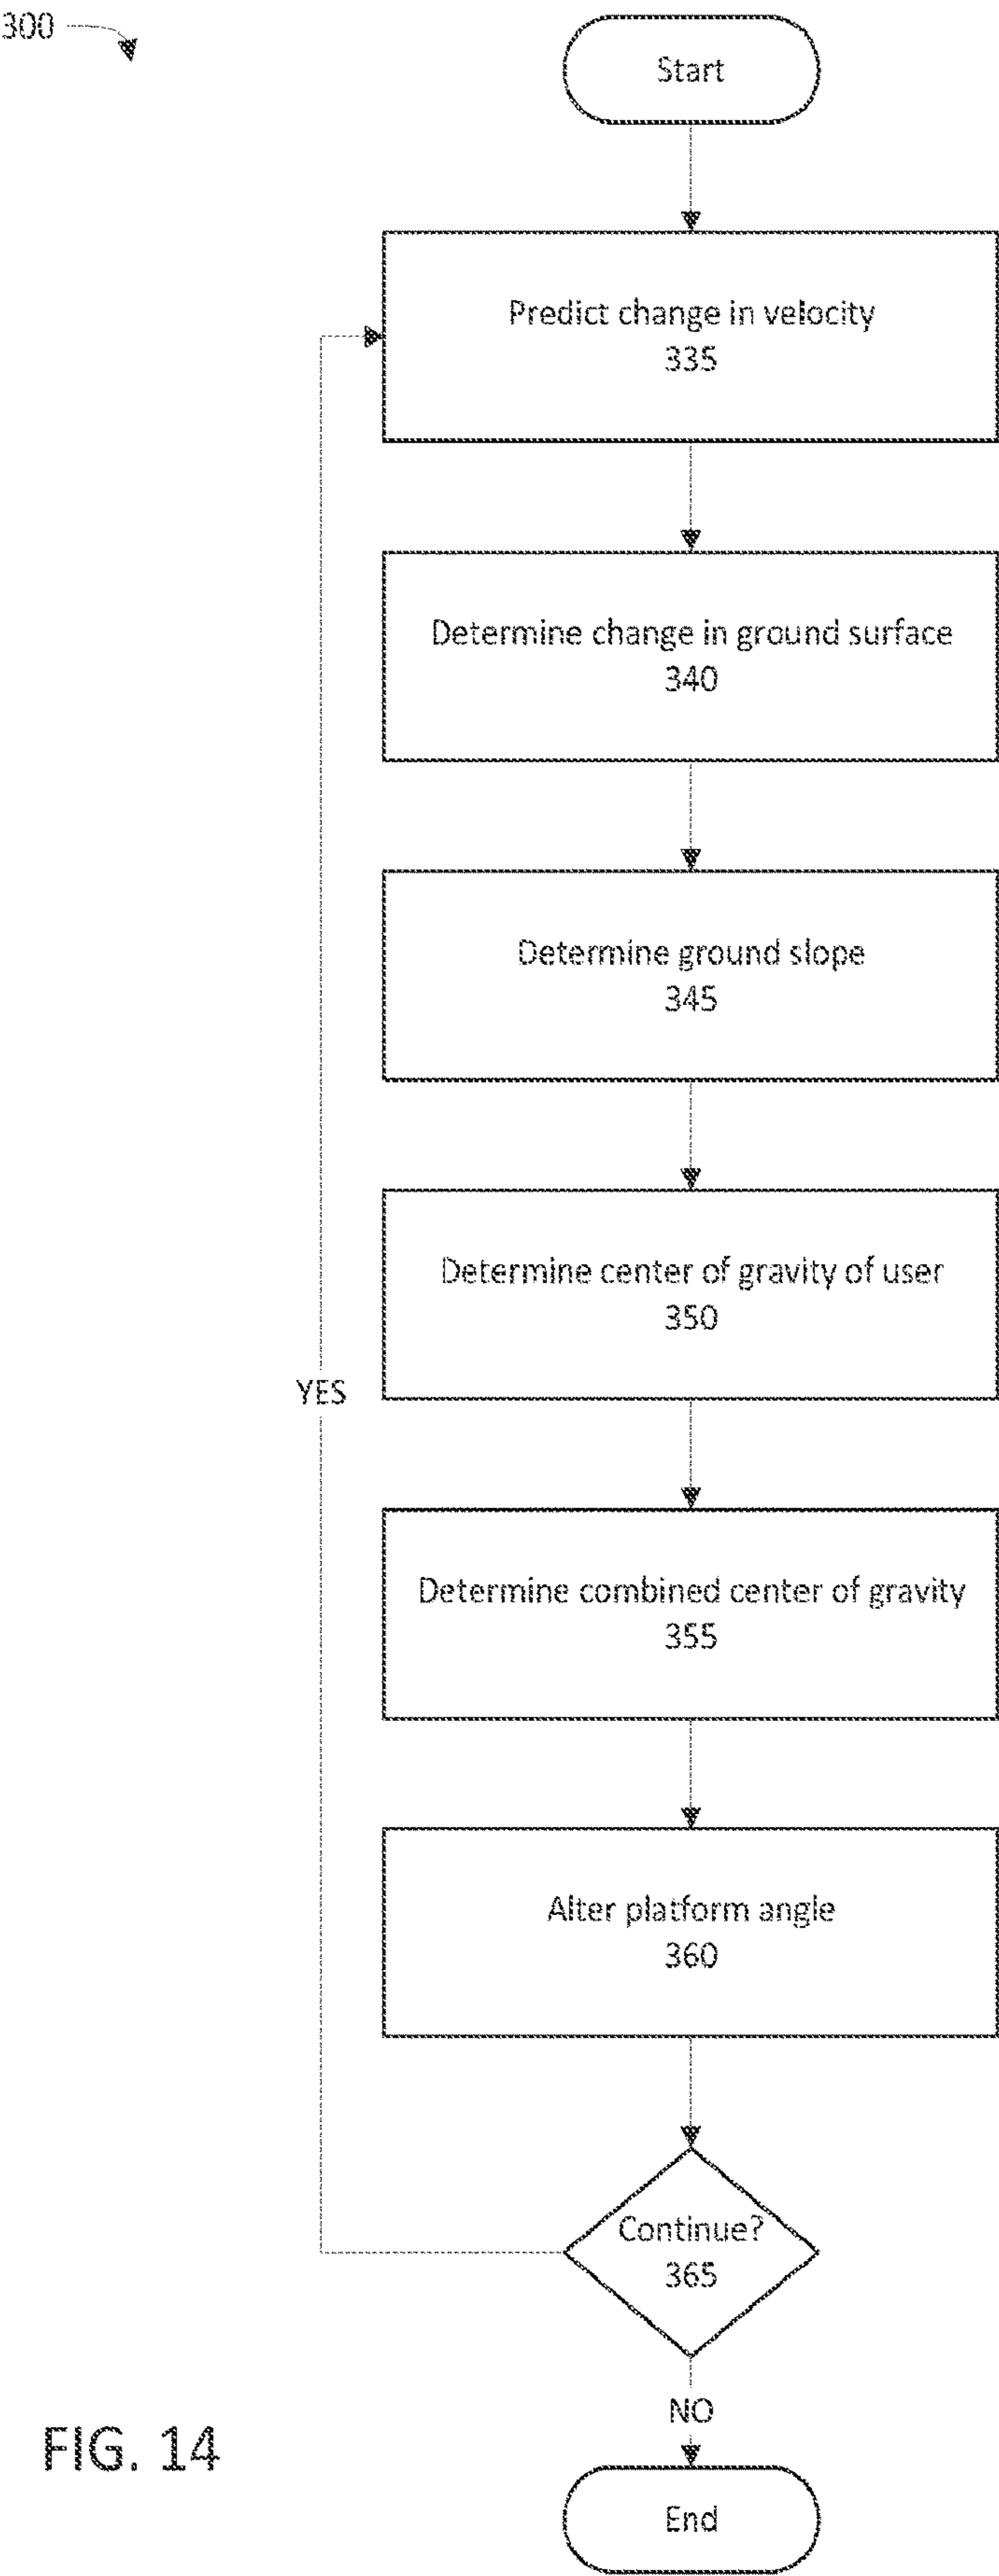 300
Start
Predict change in velocity
335
Determine change in ground surface
340
Determine ground slope
345
Determine center of gravity of user
350
YES
Determine combined center of gravity
355
Alter platform angle
360
Continue?
365
NO
FIG. 14
End